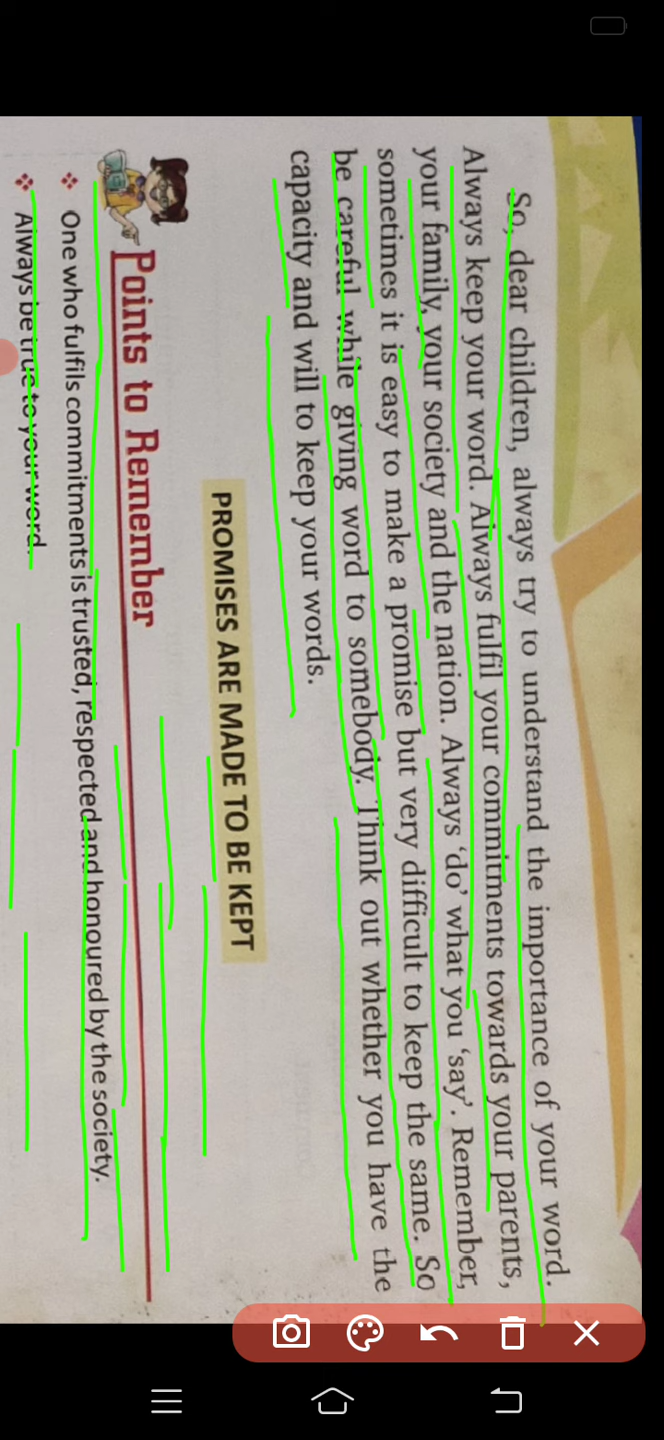 So, dear children, always try to understand the importance of your word.
Always keep your word. Always fulfil your commitments towards your parents,
your family, your society and the nation. Always 'do' what you 'say'. Remember,
sometimes it is easy to make a promise but very difficult to keep the same. So
be careful while giving word to somebody. Think out whether you have the
capacity and will to keep your words.
PROMISES ARE MADE TO BE KEPT
Points to Remember
❖ One who fulfils commitments is trusted, respected and honoured by the society.
❖ Always be true to your word.